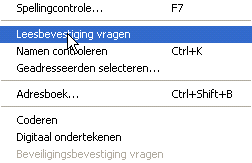 Spellingcontrole... F7
Leesbevestiging vragen
Namen controleren Ctrl+K
Geadresseerden selecteren...
Adresboek... Ctrl+Shift+B
Coderen
Digitaal ondertekenen
Beveiligingsbevestiging vragen